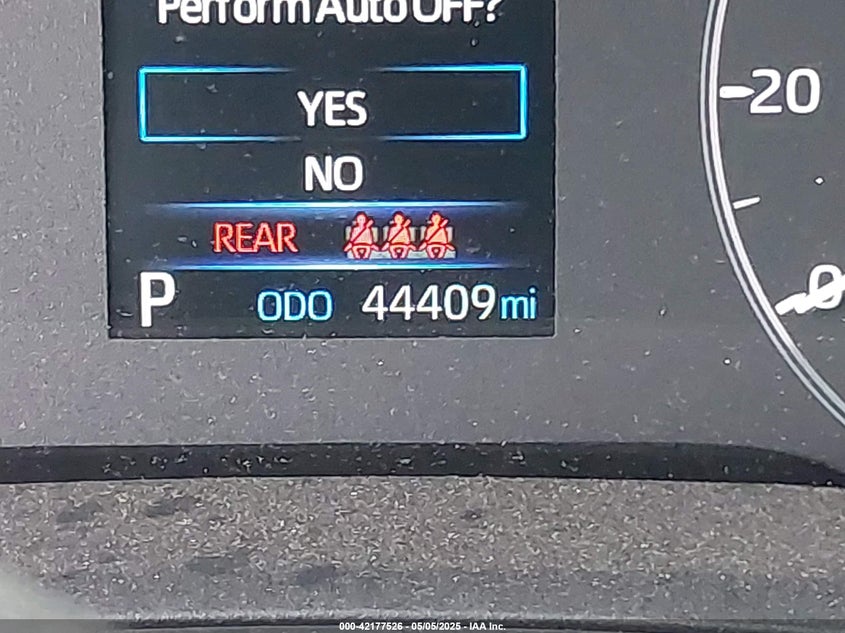 Perform Auto OFF?
YES
NO
REAR
P ODO 44409 mi
20
0
000-42177526 - 05/05/2025 - IAA Inc.